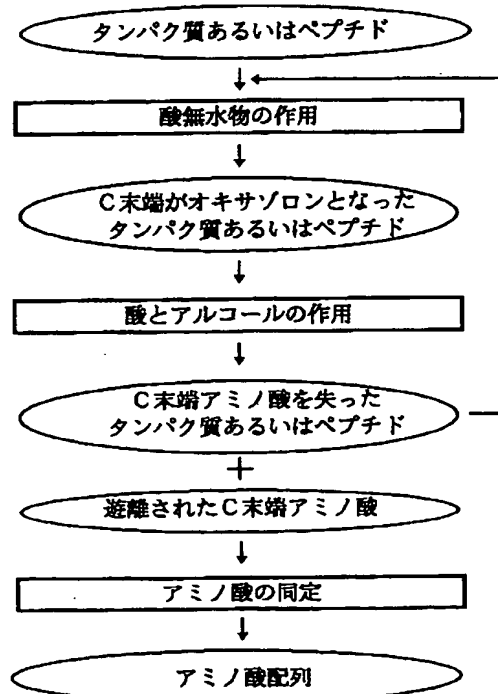 タンパク質あるいはペプチド
酸無水物の作用
C末端がオキサゾロンとなった
タンパク質あるいはペプチド
酸とアルコールの作用
C末端アミノ酸を失った
タンパク質あるいはペプチド
+
遊離されたC末端アミノ酸
アミノ酸の同定
アミノ酸配列